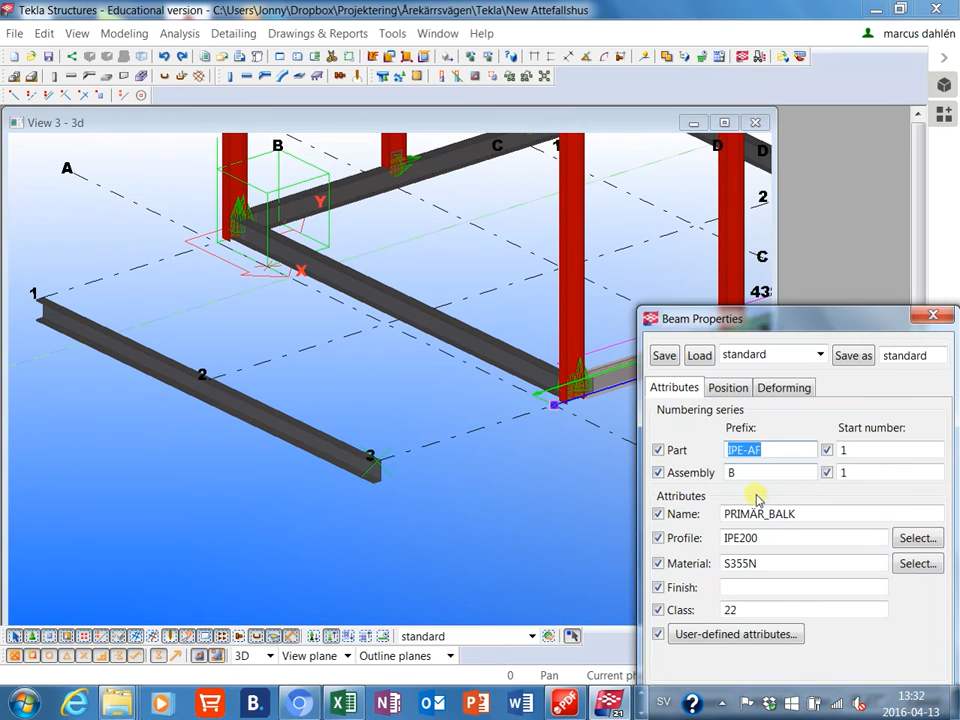 Tekla Structures - Educational version - C:\Users\Jonny\Dropbox\Projektering\Årekärrsvägen\Tekla\New Attefallshus
File Edit View Modeling Analysis Detailing Drawings & Reports Tools Window Help marcus dahlén
View 3 - 3d
A B C 1 D D
2
Y
C
X
1 43
2
3
Beam Properties
Save Load standard Save as standard
Attributes Position Deforming
Numbering series
Prefix: Start number:
Part IPE-AF 1
Assembly B 1
Attributes
Name: PRIMÄR_BALK
Profile: IPE200 Select...
Material: S355N Select...
Finish:
Class: 22
User-defined attributes...
standard
3D View plane Outline planes
0 Pan Current ph
SV 13:32
2016-04-13